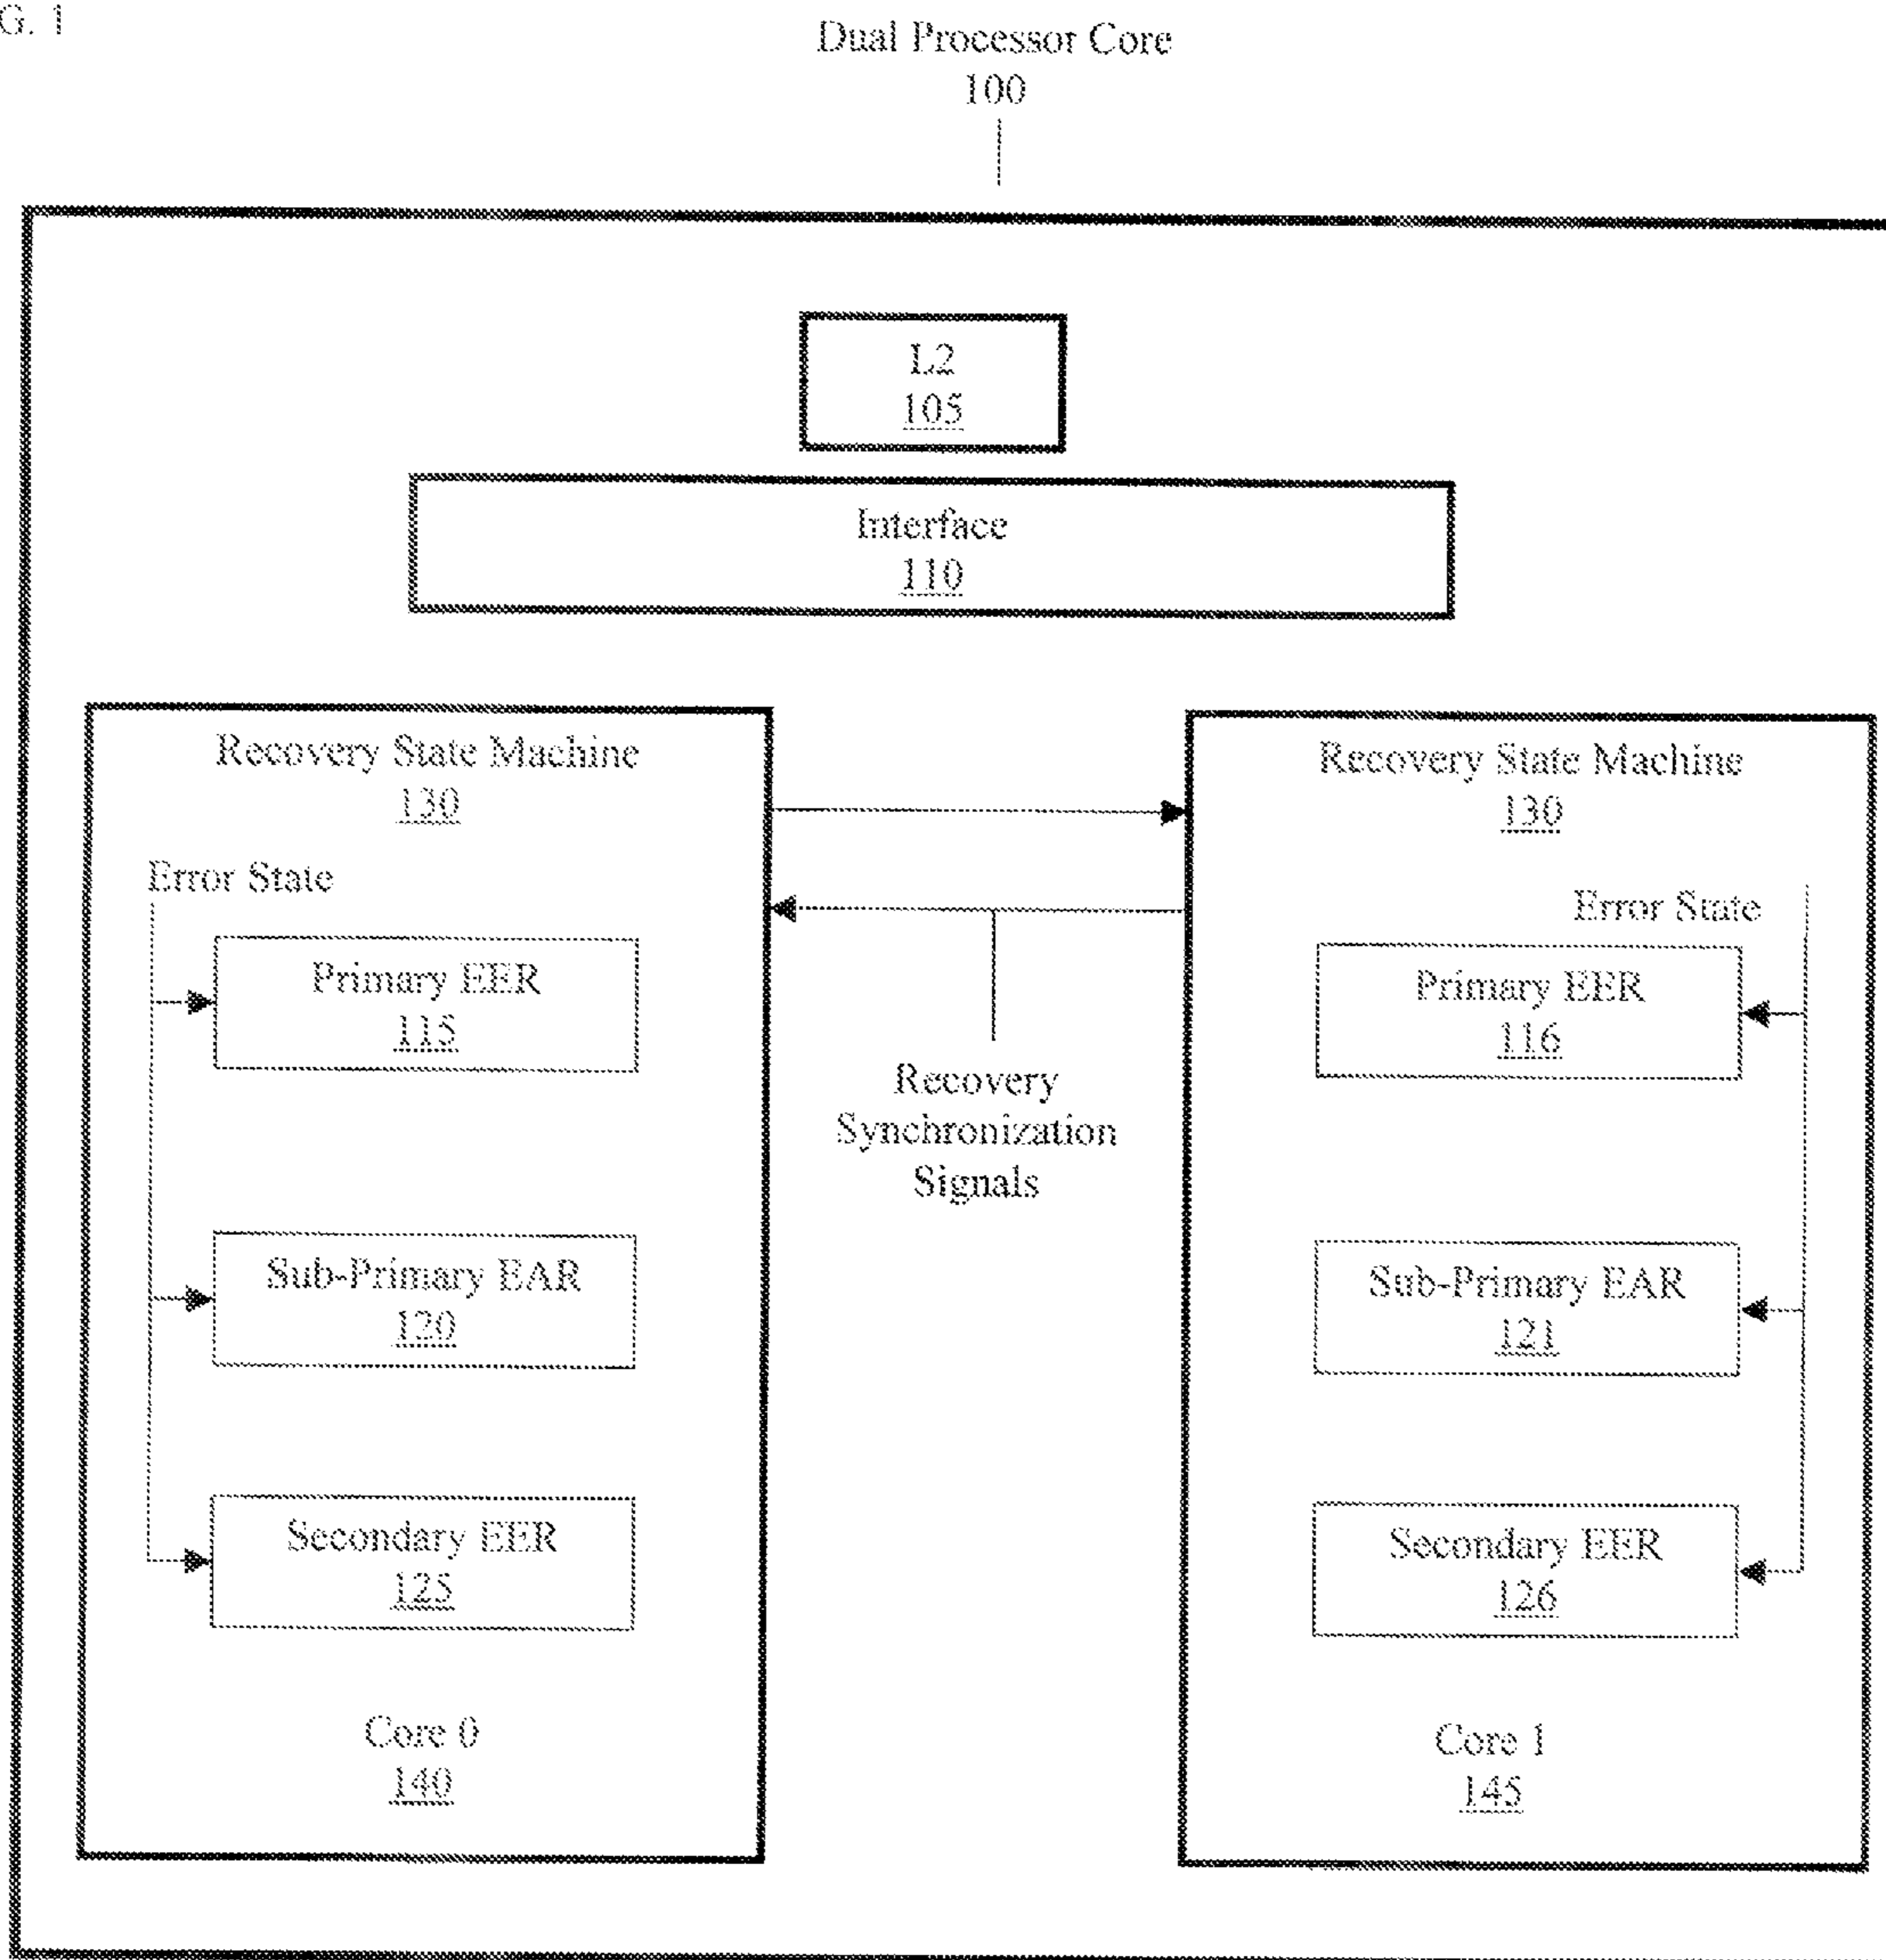 G. 1
Dual Processor Core
100
L2
105
Interface
110
Recovery State Machine
130
Error State
Primary EER
115
Sub-Primary EAR
120
Secondary EER
125
Core 0
140
Recovery
Synchronization
Signals
Recovery State Machine
130
Error State
Primary EER
116
Sub-Primary EAR
121
Secondary EER
126
Core 1
145